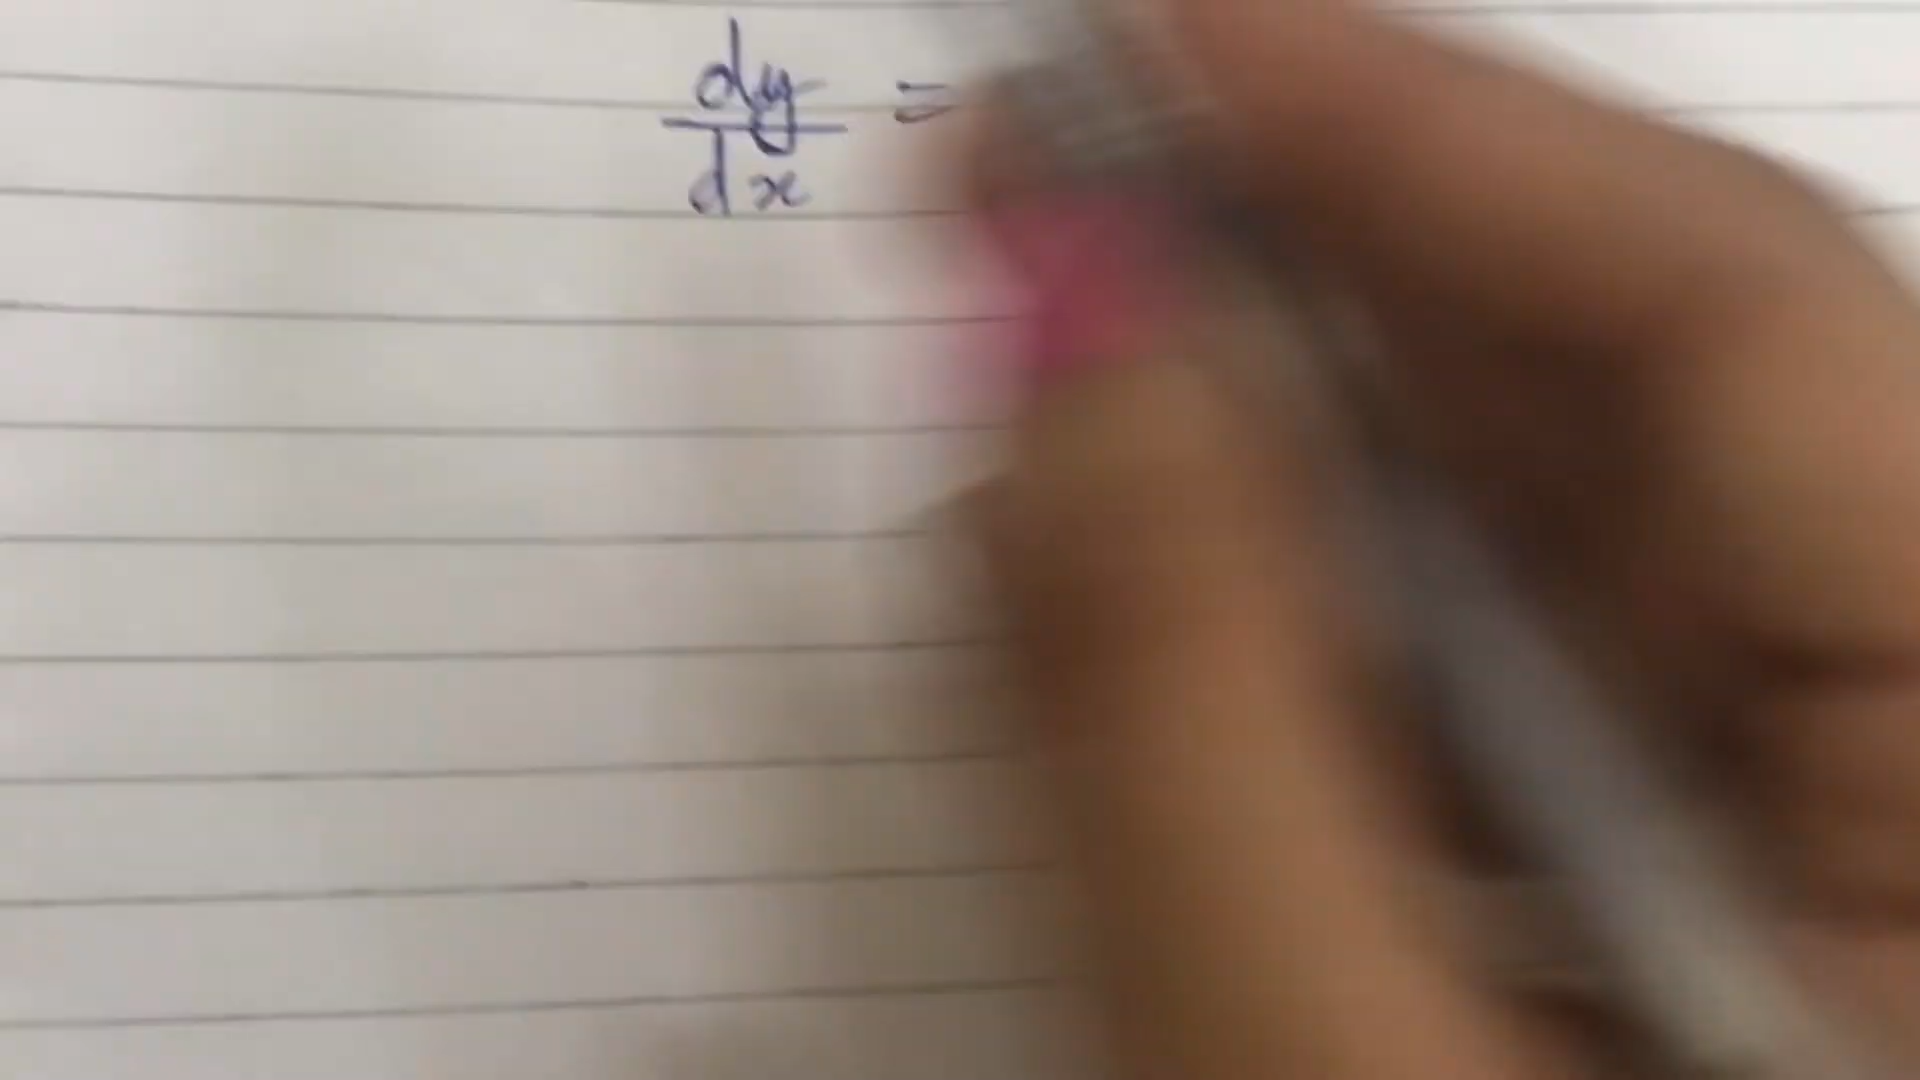 dy/dx =